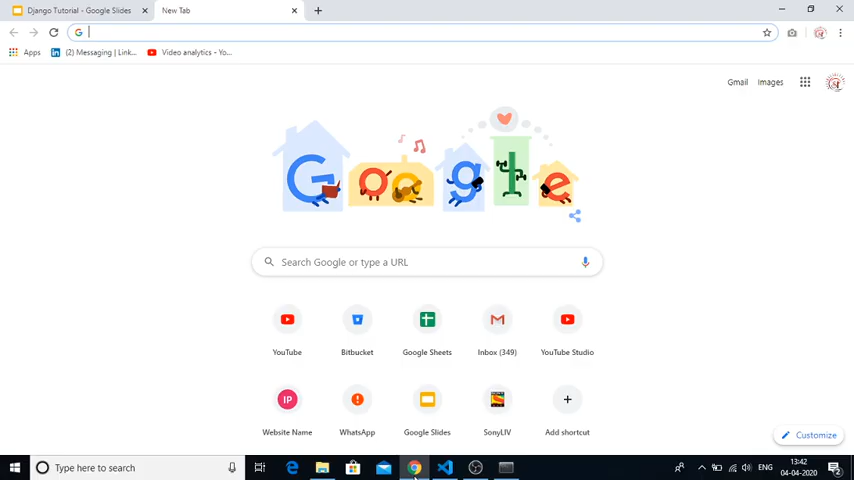 Django Tutorial - Google Slides
New Tab
(2) Messaging | Link...
Apps
Video analytics - Yo...
Gmail
Images
Google
Search Google or type a URL
YouTube
Bitbucket
Google Sheets
Inbox (349)
YouTube Studio
IP
Website Name
WhatsApp
Google Slides
SonyLIV
Add shortcut
Customize
Type here to search
ENG
13:42
04-04-2020
2